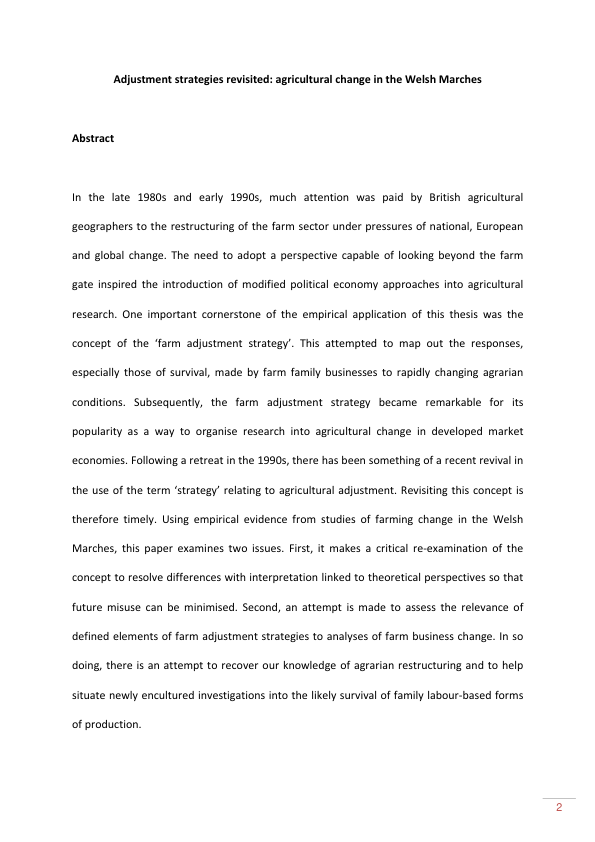 Adjustment strategies revisited: agricultural change in the Welsh Marches
Abstract
In the late 1980s and early 1990s, much attention was paid by British agricultural
geographers to the restructuring of the farm sector under pressures of national, European
and global change. The need to adopt a perspective capable of looking beyond the farm
gate inspired the introduction of modified political economy approaches into agricultural
research. One important cornerstone of the empirical application of this thesis was the
concept of the ‘farm adjustment strategy’. This attempted to map out the responses,
especially those of survival, made by farm family businesses to rapidly changing agrarian
conditions. Subsequently, the farm adjustment strategy became remarkable for its
popularity as a way to organise research into agricultural change in developed market
economies. Following a retreat in the 1990s, there has been something of a recent revival in
the use of the term ‘strategy’ relating to agricultural adjustment. Revisiting this concept is
therefore timely. Using empirical evidence from studies of farming change in the Welsh
Marches, this paper examines two issues. First, it makes a critical re-examination of the
concept to resolve differences with interpretation linked to theoretical perspectives so that
future misuse can be minimised. Second, an attempt is made to assess the relevance of
defined elements of farm adjustment strategies to analyses of farm business change. In so
doing, there is an attempt to recover our knowledge of agrarian restructuring and to help
situate newly encultured investigations into the likely survival of family labour-based forms
of production.
2